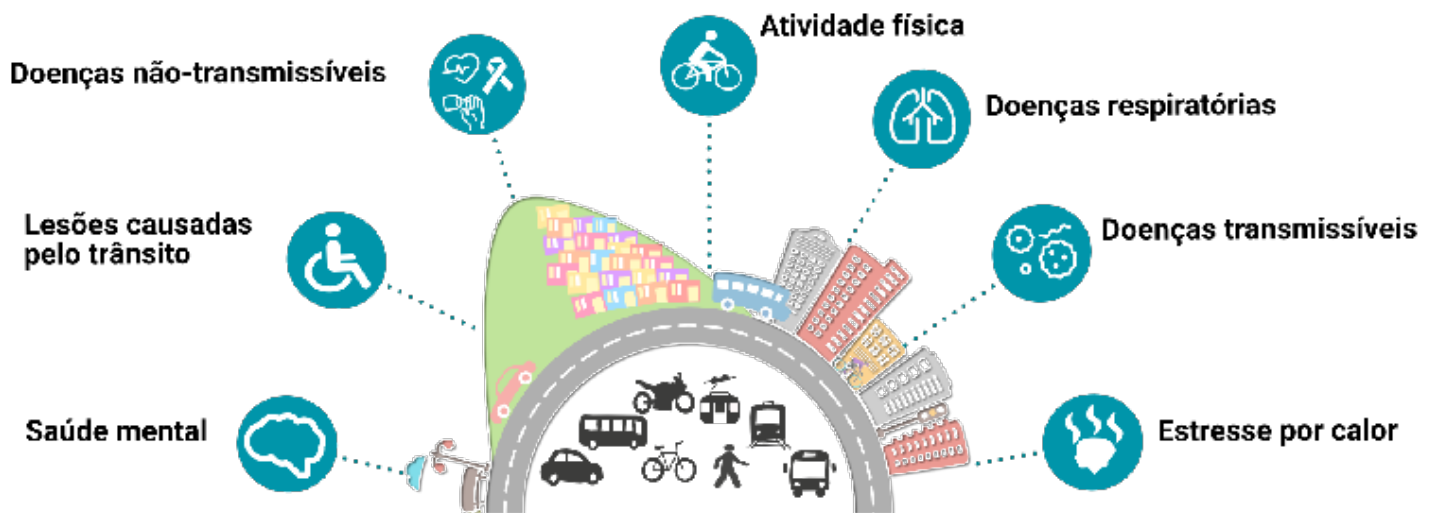 Atividade física
Doenças não-transmissíveis
Doenças respiratórias
Lesões causadas
pelo trânsito
Doenças transmissíveis
Saúde mental
Estresse por calor